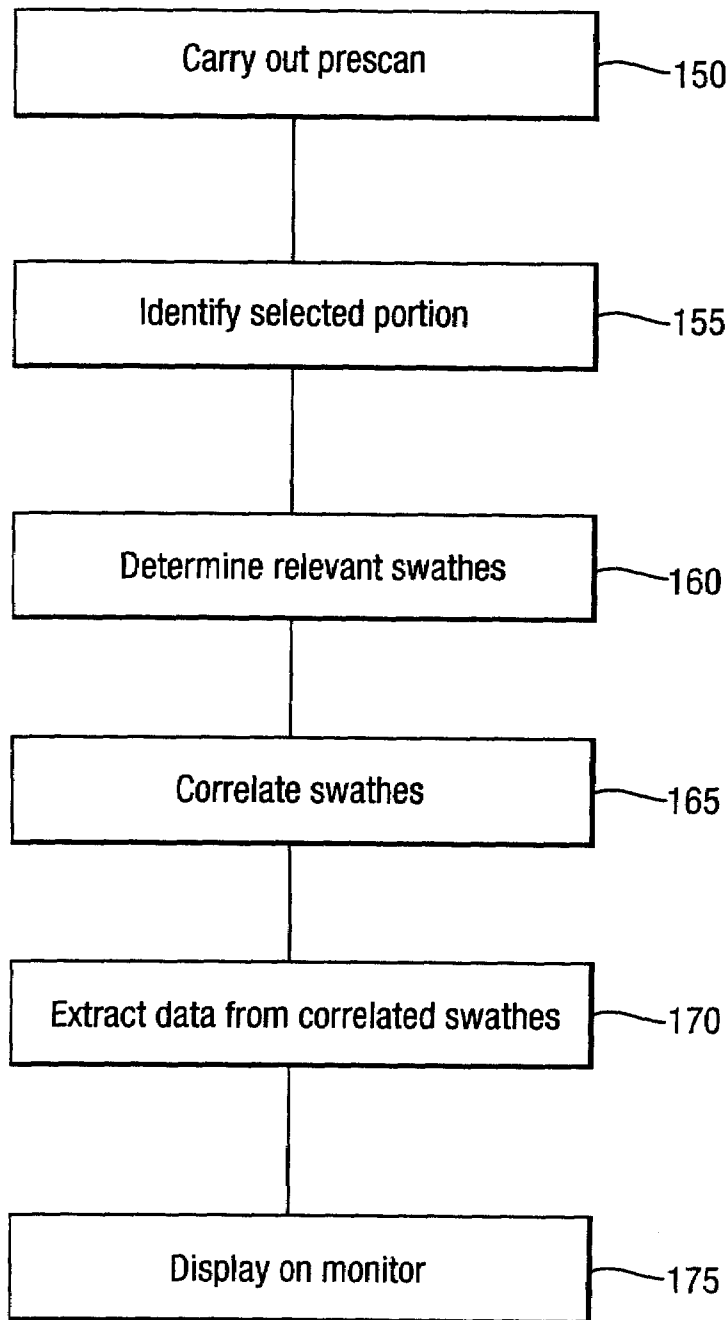 Carry out prescan
150
Identify selected portion
155
Determine relevant swathes
160
Correlate swathes
165
Extract data from correlated swathes
170
Display on monitor
175